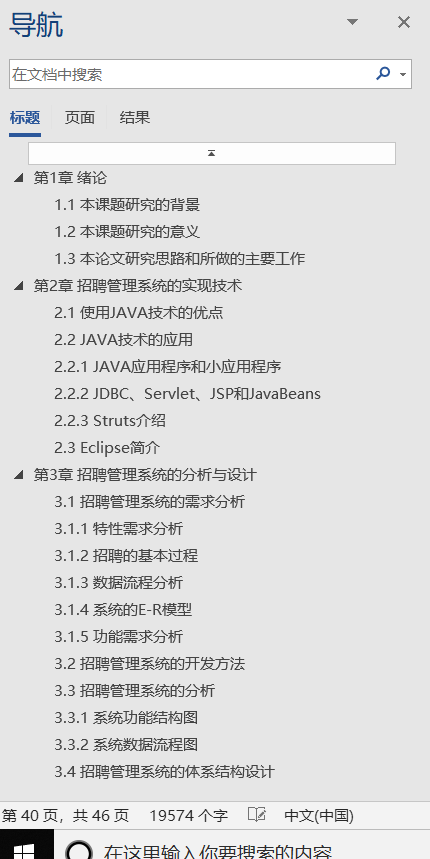 导航
在文档中搜索
标题 页面 结果
第1章 绪论
1.1 本课题研究的背景
1.2 本课题研究的意义
1.3 本论文研究思路和所做的主要工作
第2章 招聘管理系统的实现技术
2.1 使用JAVA技术的优点
2.2 JAVA技术的应用
2.2.1 JAVA应用程序和小应用程序
2.2.2 JDBC、Servlet、JSP和JavaBeans
2.2.3 Struts介绍
2.3 Eclipse简介
第3章 招聘管理系统的分析与设计
3.1 招聘管理系统的需求分析
3.1.1 特性需求分析
3.1.2 招聘的基本过程
3.1.3 数据流程分析
3.1.4 系统的E-R模型
3.1.5 功能需求分析
3.2 招聘管理系统的开发方法
3.3 招聘管理系统的分析
3.3.1 系统功能结构图
3.3.2 系统数据流程图
3.4 招聘管理系统的体系结构设计
第 40 页，共 46 页 19574 个字 中文(中国)
在这里输入你要搜索的内容